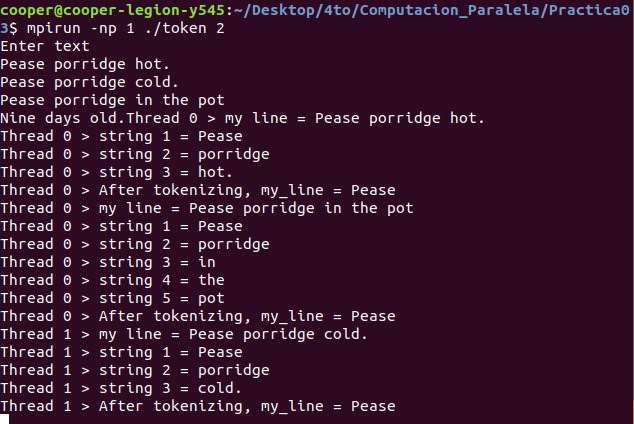 cooper@cooper-legion-y545:~/Desktop/4to/Computacion_Paralela/Practica0
3$ mpirun -np 1 ./token 2
Enter text
Pease porridge hot.
Pease porridge cold.
Pease porridge in the pot
Nine days old.Thread 0 > my line = Pease porridge hot.
Thread 0 > string 1 = Pease
Thread 0 > string 2 = porridge
Thread 0 > string 3 = hot.
Thread 0 > After tokenizing, my_line = Pease
Thread 0 > my line = Pease porridge in the pot
Thread 0 > string 1 = Pease
Thread 0 > string 2 = porridge
Thread 0 > string 3 = in
Thread 0 > string 4 = the
Thread 0 > string 5 = pot
Thread 0 > After tokenizing, my_line = Pease
Thread 1 > my line = Pease porridge cold.
Thread 1 > string 1 = Pease
Thread 1 > string 2 = porridge
Thread 1 > string 3 = cold.
Thread 1 > After tokenizing, my_line = Pease